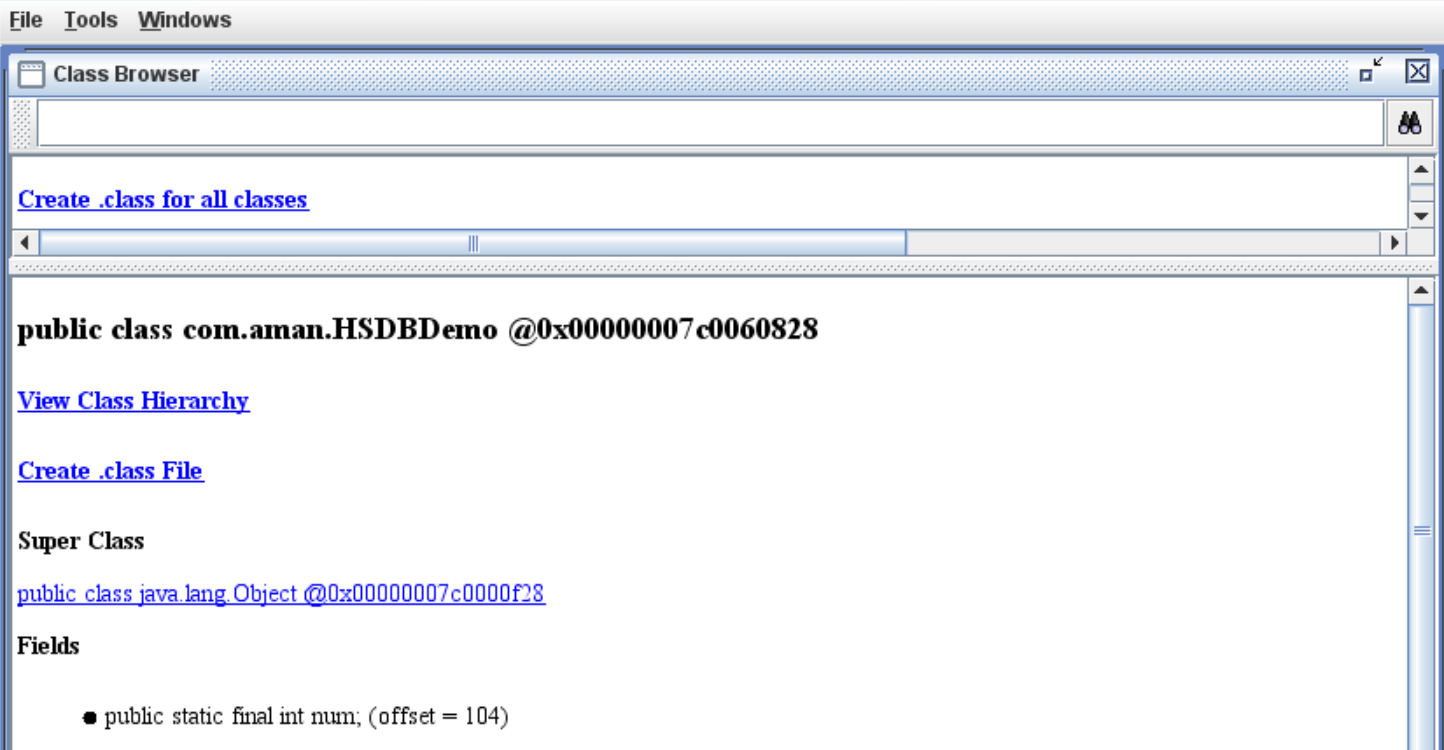 File Tools Windows
Class Browser
Create .class for all classes
public class com.aman.HSDBDemo @0x00000007c0060828
View Class Hierarchy
Create .class File
Super Class
public class java.lang.Object @0x00000007c0000f28
Fields
public static final int num; (offset = 104)